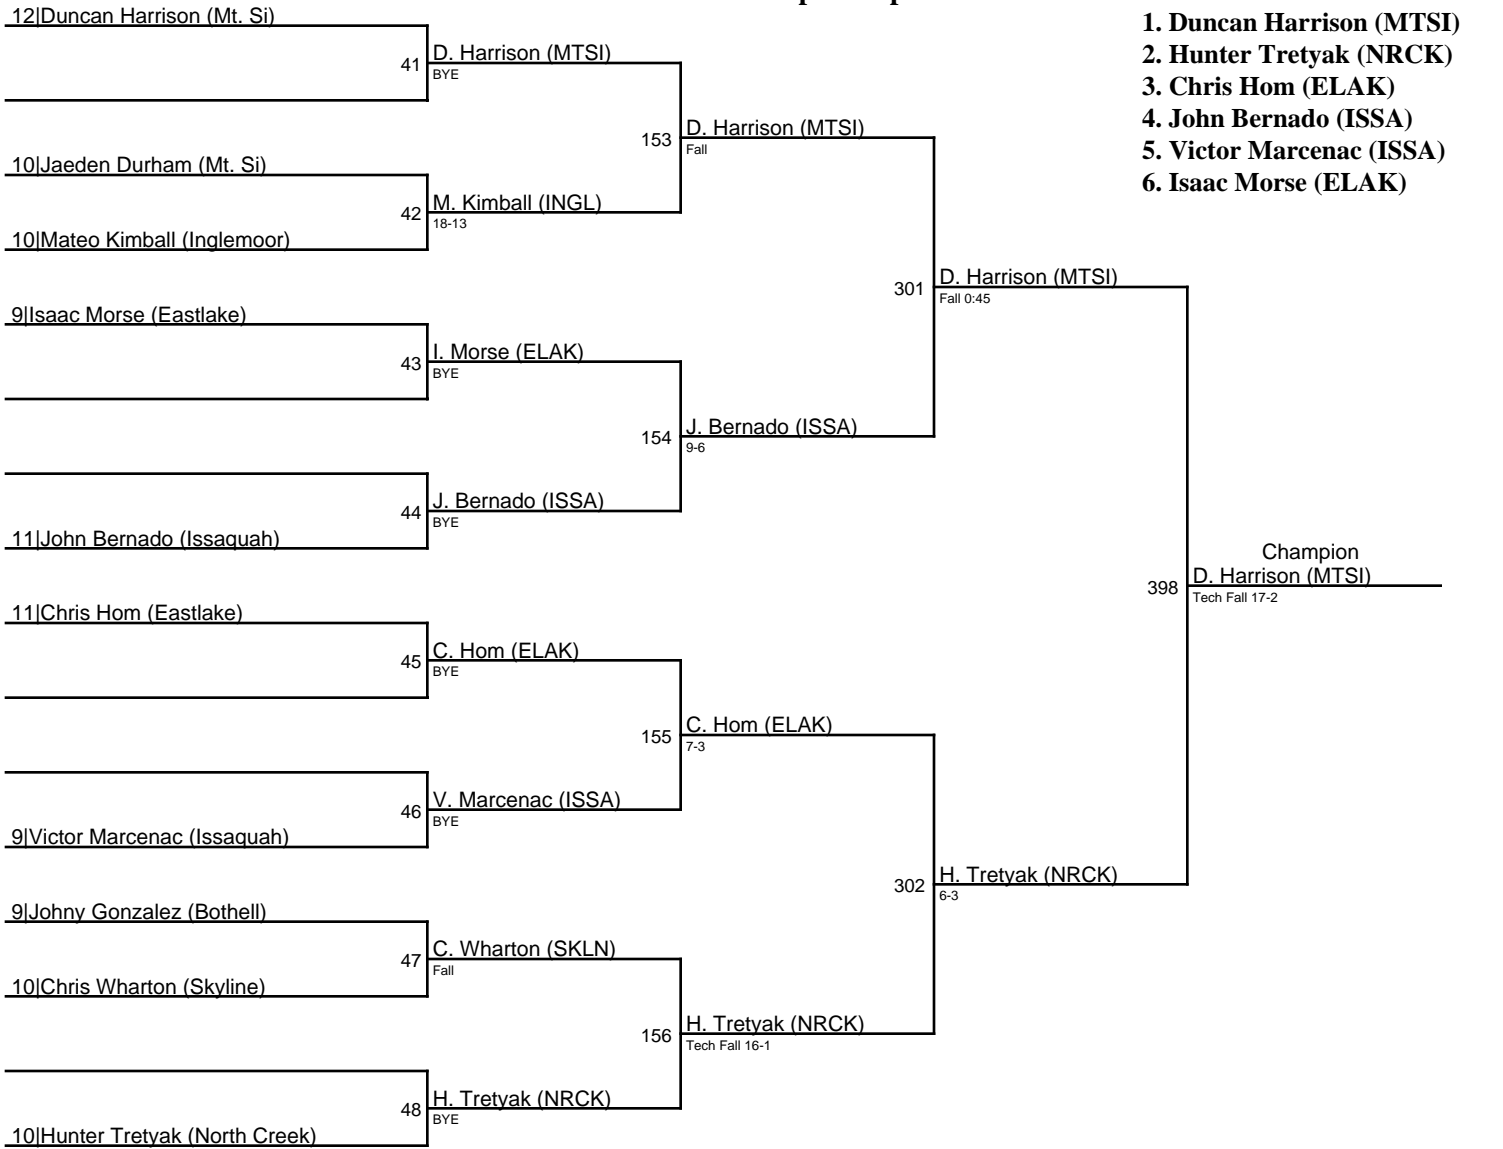 12|Duncan Harrison (Mt. Si)
41
D. Harrison (MTSI)
BYE
153
D. Harrison (MTSI)
Fall
10|Jaeden Durham (Mt. Si)
42
M. Kimball (INGL)
18-13
10|Mateo Kimball (Inglemoor)
301
D. Harrison (MTSI)
Fall 0:45
9|Isaac Morse (Eastlake)
43
I. Morse (ELAK)
BYE
154
J. Bernado (ISSA)
9-6
44
J. Bernado (ISSA)
BYE
11|John Bernado (Issaquah)
398
Champion
D. Harrison (MTSI)
Tech Fall 17-2
11|Chris Hom (Eastlake)
45
C. Hom (ELAK)
BYE
155
C. Hom (ELAK)
7-3
46
V. Marcenac (ISSA)
BYE
9|Victor Marcenac (Issaquah)
302
H. Tretyak (NRCK)
6-3
9|Johny Gonzalez (Bothell)
47
C. Wharton (SKLN)
Fall
10|Chris Wharton (Skyline)
156
H. Tretyak (NRCK)
Tech Fall 16-1
48
H. Tretyak (NRCK)
BYE
10|Hunter Tretyak (North Creek)
1. Duncan Harrison (MTSI)
2. Hunter Tretyak (NRCK)
3. Chris Hom (ELAK)
4. John Bernado (ISSA)
5. Victor Marcenac (ISSA)
6. Isaac Morse (ELAK)